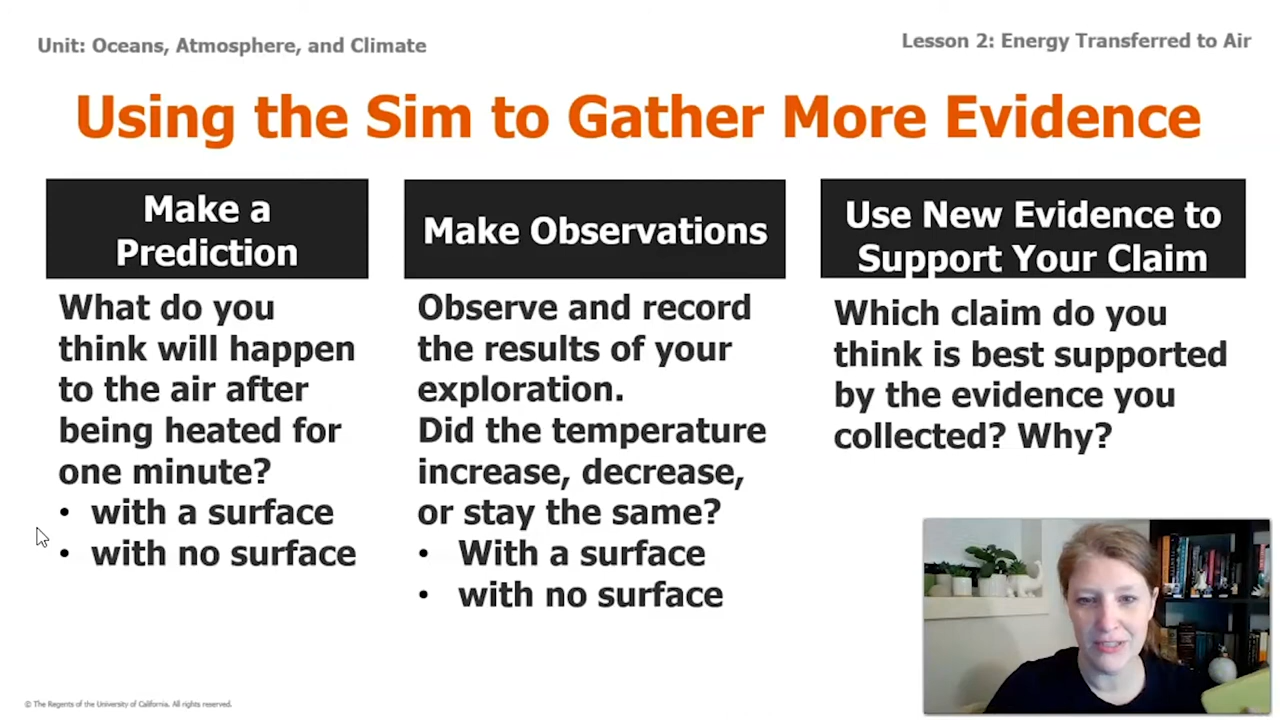 Unit: Oceans, Atmosphere, and Climate
Lesson 2: Energy Transferred to Air
Using the Sim to Gather More Evidence
Make a
Prediction
What do you
think will happen
to the air after
being heated for
one minute?
• with a surface
• with no surface
Make Observations
Observe and record
the results of your
exploration.
Did the temperature
increase, decrease,
or stay the same?
• With a surface
• with no surface
Use New Evidence to
Support Your Claim
Which claim do you
think is best supported
by the evidence you
collected? Why?
© The Regents of the University of California. All rights reserved.